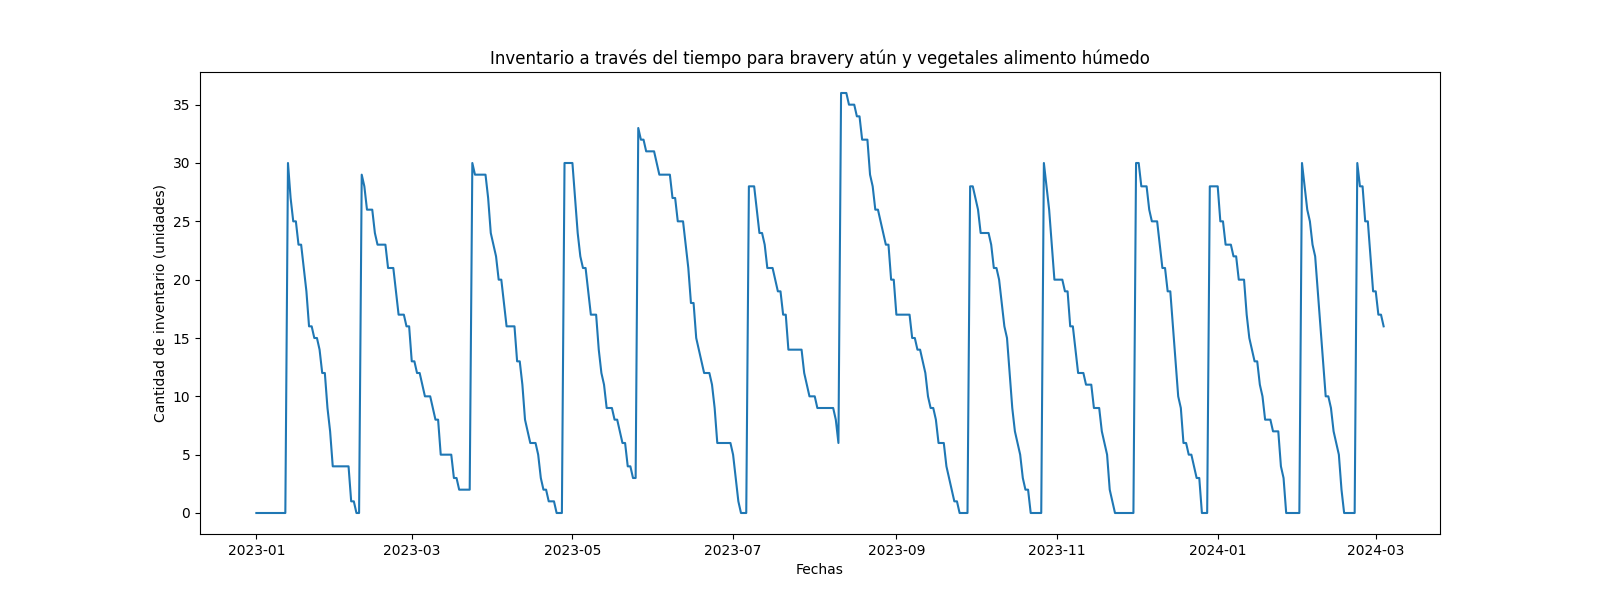 Inventario a través del tiempo para bravery atún y vegetales alimento húmedo
Cantidad de inventario (unidades)
35
30
25
20
15
10
5
0
2023-01 2023-03 2023-05 2023-07 2023-09 2023-11 2024-01 2024-03
Fechas